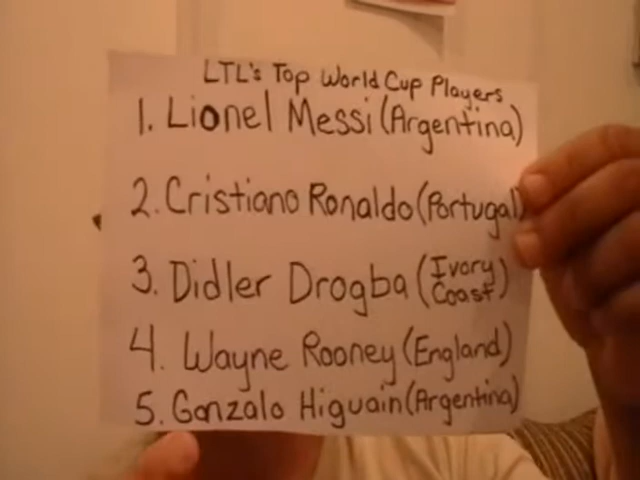 LTL's Top World Cup Players
1. Lionel Messi (Argentina)
2. Cristiano Ronaldo (Portugal)
3. Didler Drogba (Ivory Coast)
4. Wayne Rooney (England)
5. Gonzalo Higuain (Argentina)